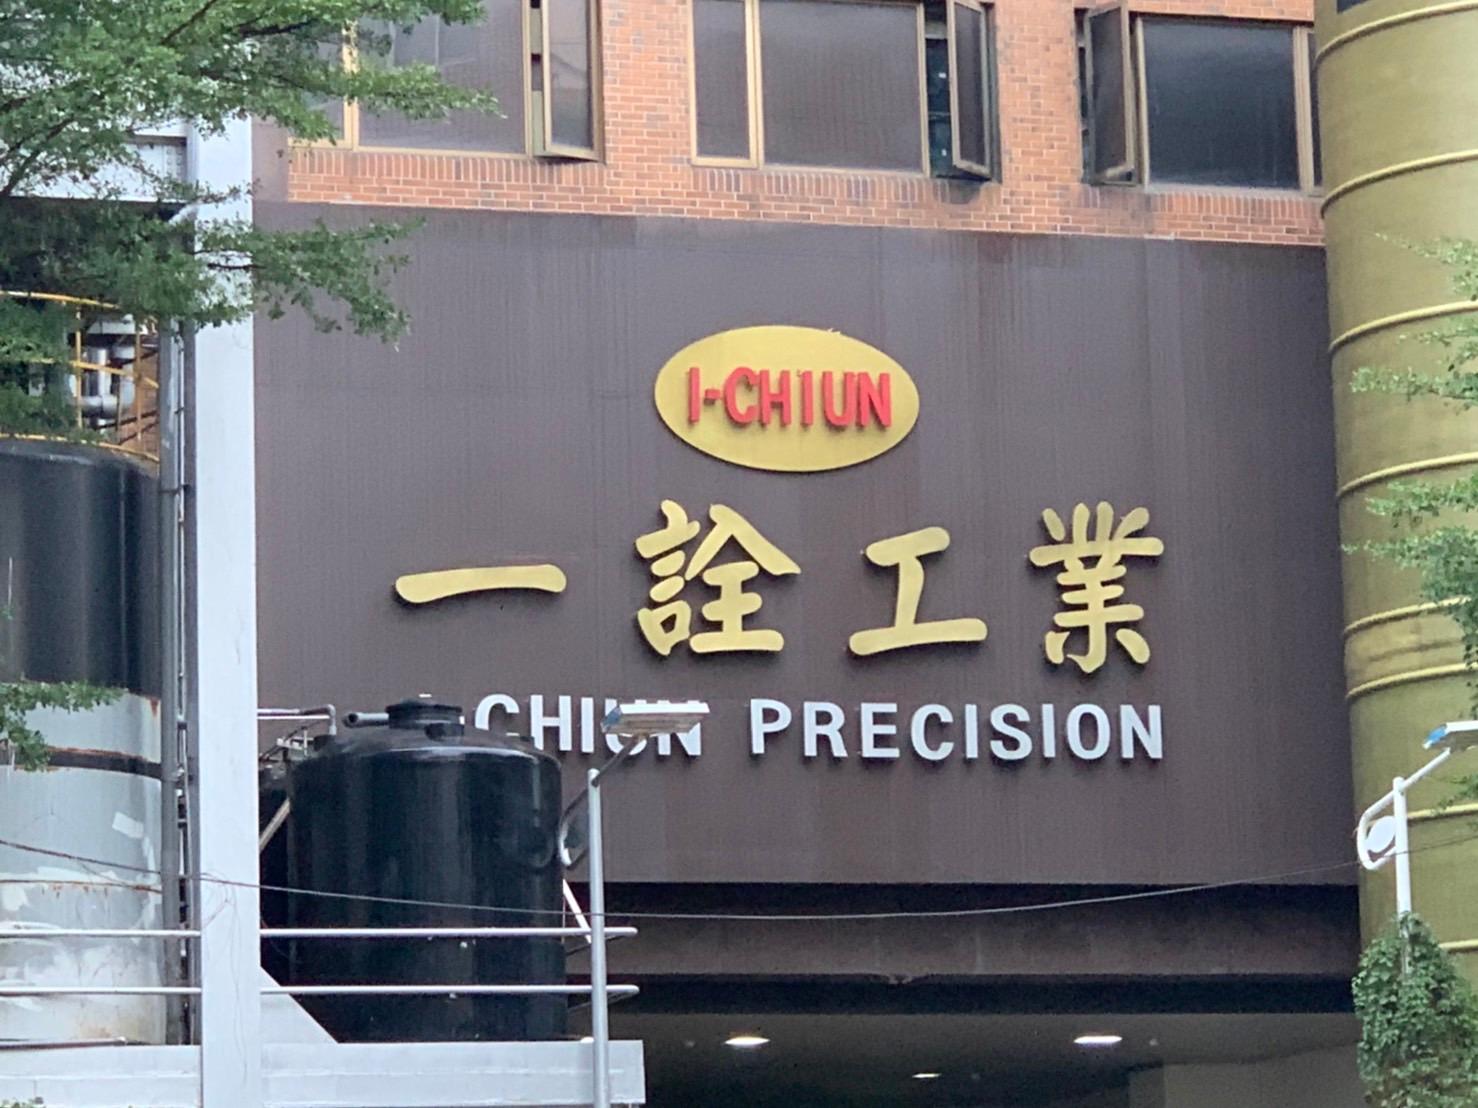 I-CHIUN
一詮工業
-CHIUN PRECISION